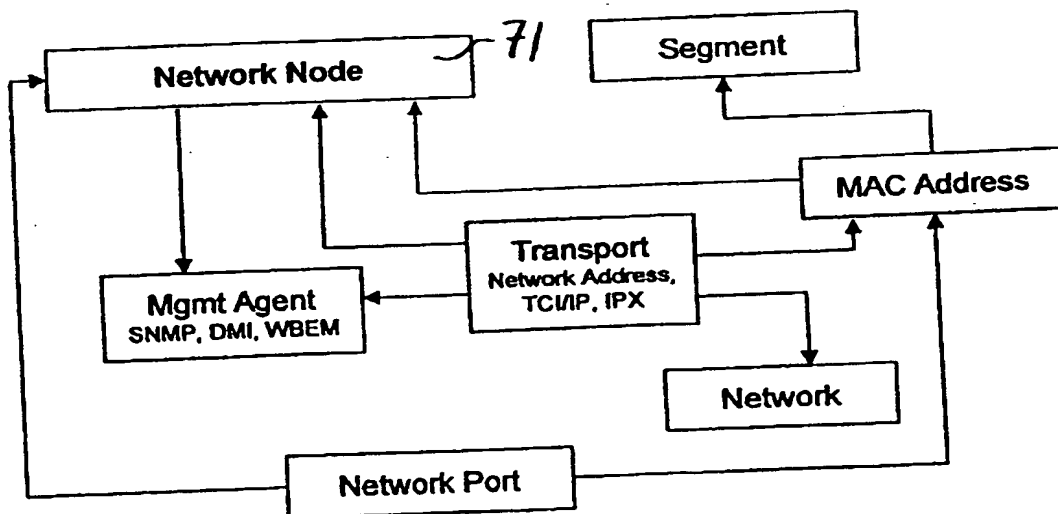 Network Node
71
Segment
MAC Address
Transport
Network Address,
TCI/IP, IPX
Mgmt Agent
SNMP, DMI, WBEM
Network
Network Port